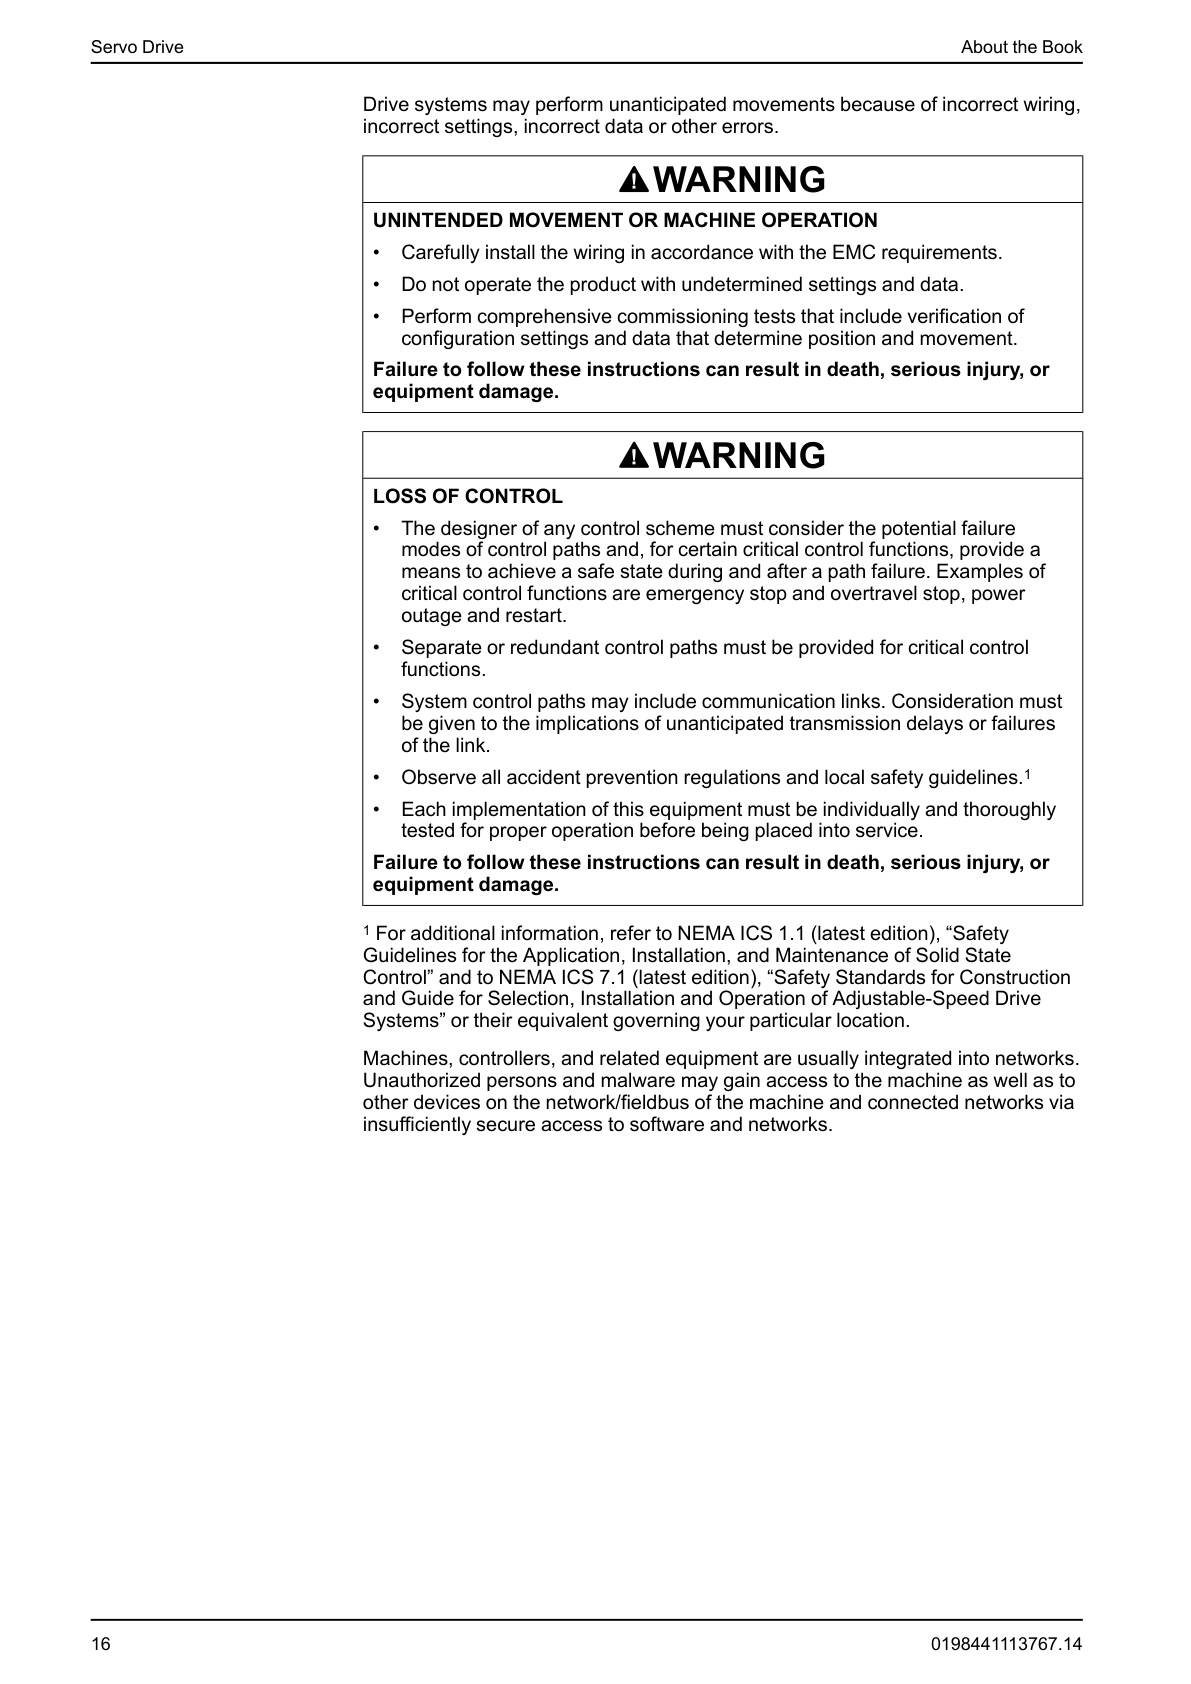 Servo Drive About the Book
Drive systems may perform unanticipated movements because of incorrect wiring,
incorrect settings, incorrect data or other errors.
WARNING
UNINTENDED MOVEMENT OR MACHINE OPERATION
• Carefully install the wiring in accordance with the EMC requirements.
• Do not operate the product with undetermined settings and data.
• Perform comprehensive commissioning tests that include verification of
configuration settings and data that determine position and movement.
Failure to follow these instructions can result in death, serious injury, or
equipment damage.
WARNING
LOSS OF CONTROL
• The designer of any control scheme must consider the potential failure
modes of control paths and, for certain critical control functions, provide a
means to achieve a safe state during and after a path failure. Examples of
critical control functions are emergency stop and overtravel stop, power
outage and restart.
• Separate or redundant control paths must be provided for critical control
functions.
• System control paths may include communication links. Consideration must
be given to the implications of unanticipated transmission delays or failures
of the link.
• Observe all accident prevention regulations and local safety guidelines.1
• Each implementation of this equipment must be individually and thoroughly
tested for proper operation before being placed into service.
Failure to follow these instructions can result in death, serious injury, or
equipment damage.
1 For additional information, refer to NEMA ICS 1.1 (latest edition), “Safety
Guidelines for the Application, Installation, and Maintenance of Solid State
Control” and to NEMA ICS 7.1 (latest edition), “Safety Standards for Construction
and Guide for Selection, Installation and Operation of Adjustable-Speed Drive
Systems” or their equivalent governing your particular location.
Machines, controllers, and related equipment are usually integrated into networks.
Unauthorized persons and malware may gain access to the machine as well as to
other devices on the network/fieldbus of the machine and connected networks via
insufficiently secure access to software and networks.
16 0198441113767.14